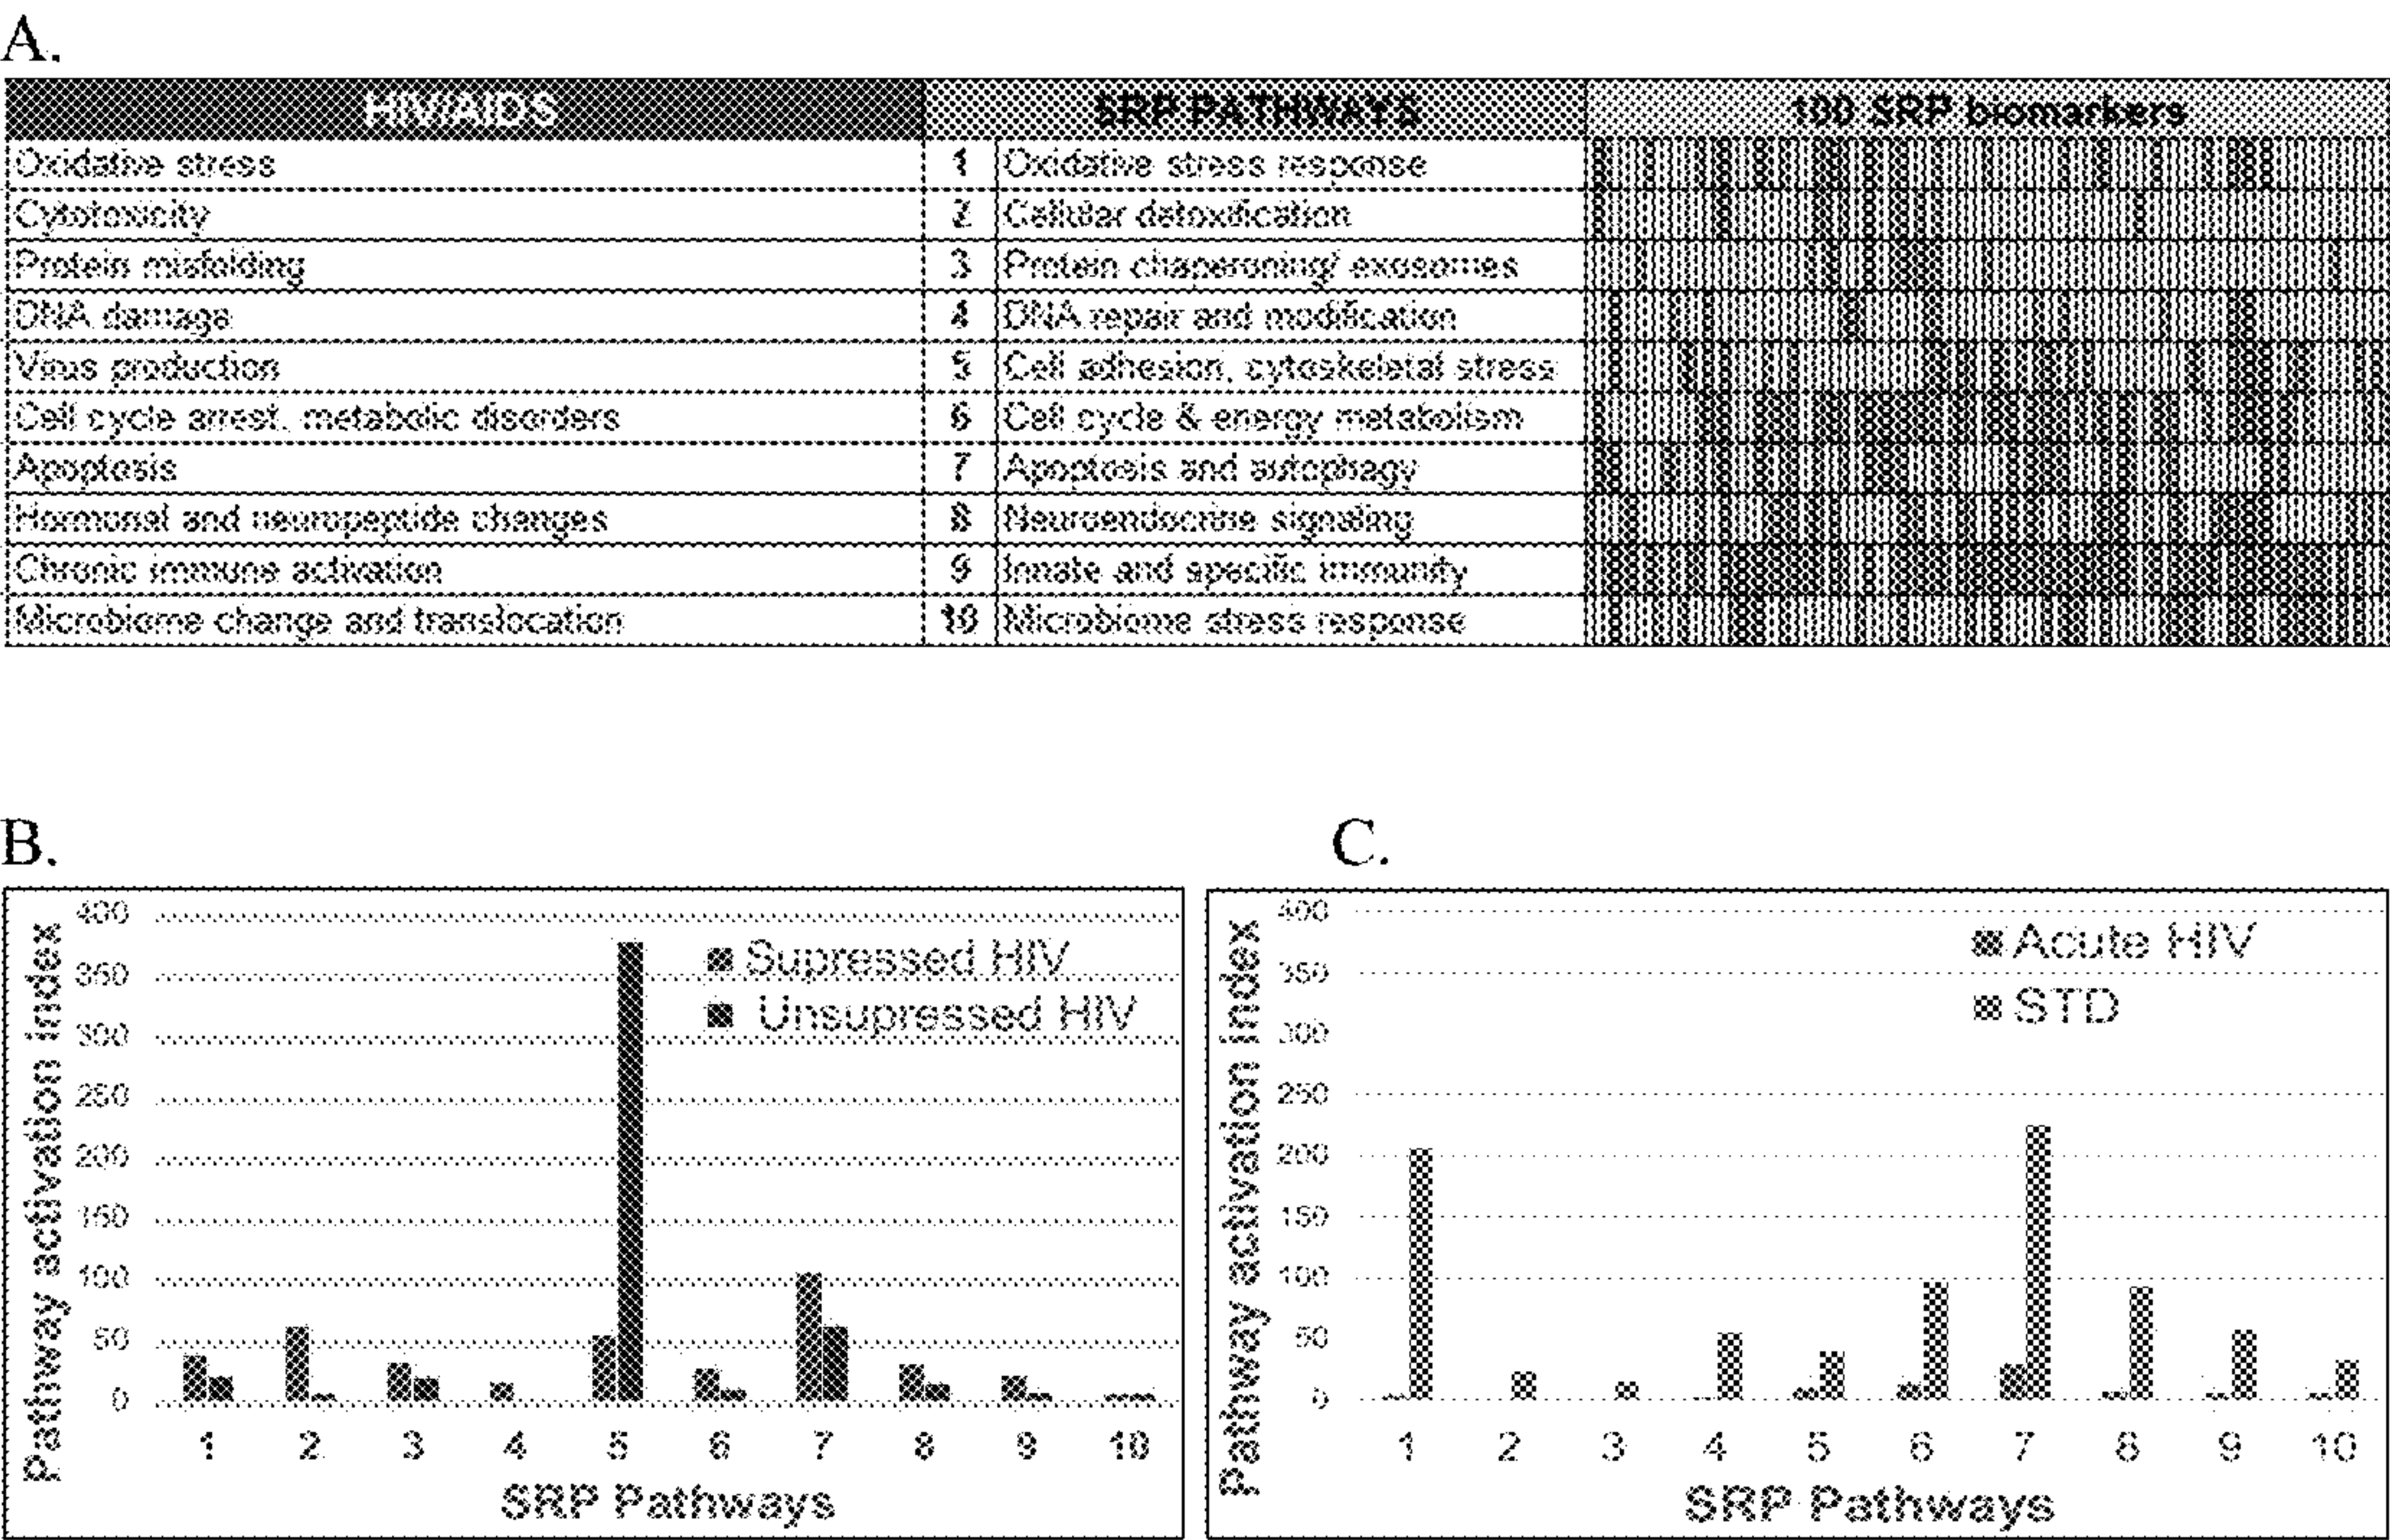 A.
HIV/AIDS SRP PATHWAYS 100 SRP biomarkers
Oxidative stress 1 Oxidative stress response
Cytotoxicity 2 Cellular detoxification
Protein misfolding 3 Protein chaperoning/ exosomes
DNA damage 4 DNA repair and modification
Virus production 5 Cell adhesion, cytoskeletal stress
Cell cycle arrest, metabolic disorders 6 Cell cycle & energy metabolism
Apoptosis 7 Apoptosis and autophagy
Hormonal and neuropeptide changes 8 Neuroendocrine signaling
Chronic immune activation 9 Innate and specific immunity
Microbiome change and translocation 10 Microbiome stress response
B.
Pathway activation index
400
350
300
250
200
150
100
50
0
Supressed HIV
Unsupressed HIV
1 2 3 4 5 6 7 8 9 10
SRP Pathways
C.
Pathway activation index
400
350
300
250
200
150
100
50
0
Acute HIV
STD
1 2 3 4 5 6 7 8 9 10
SRP Pathways